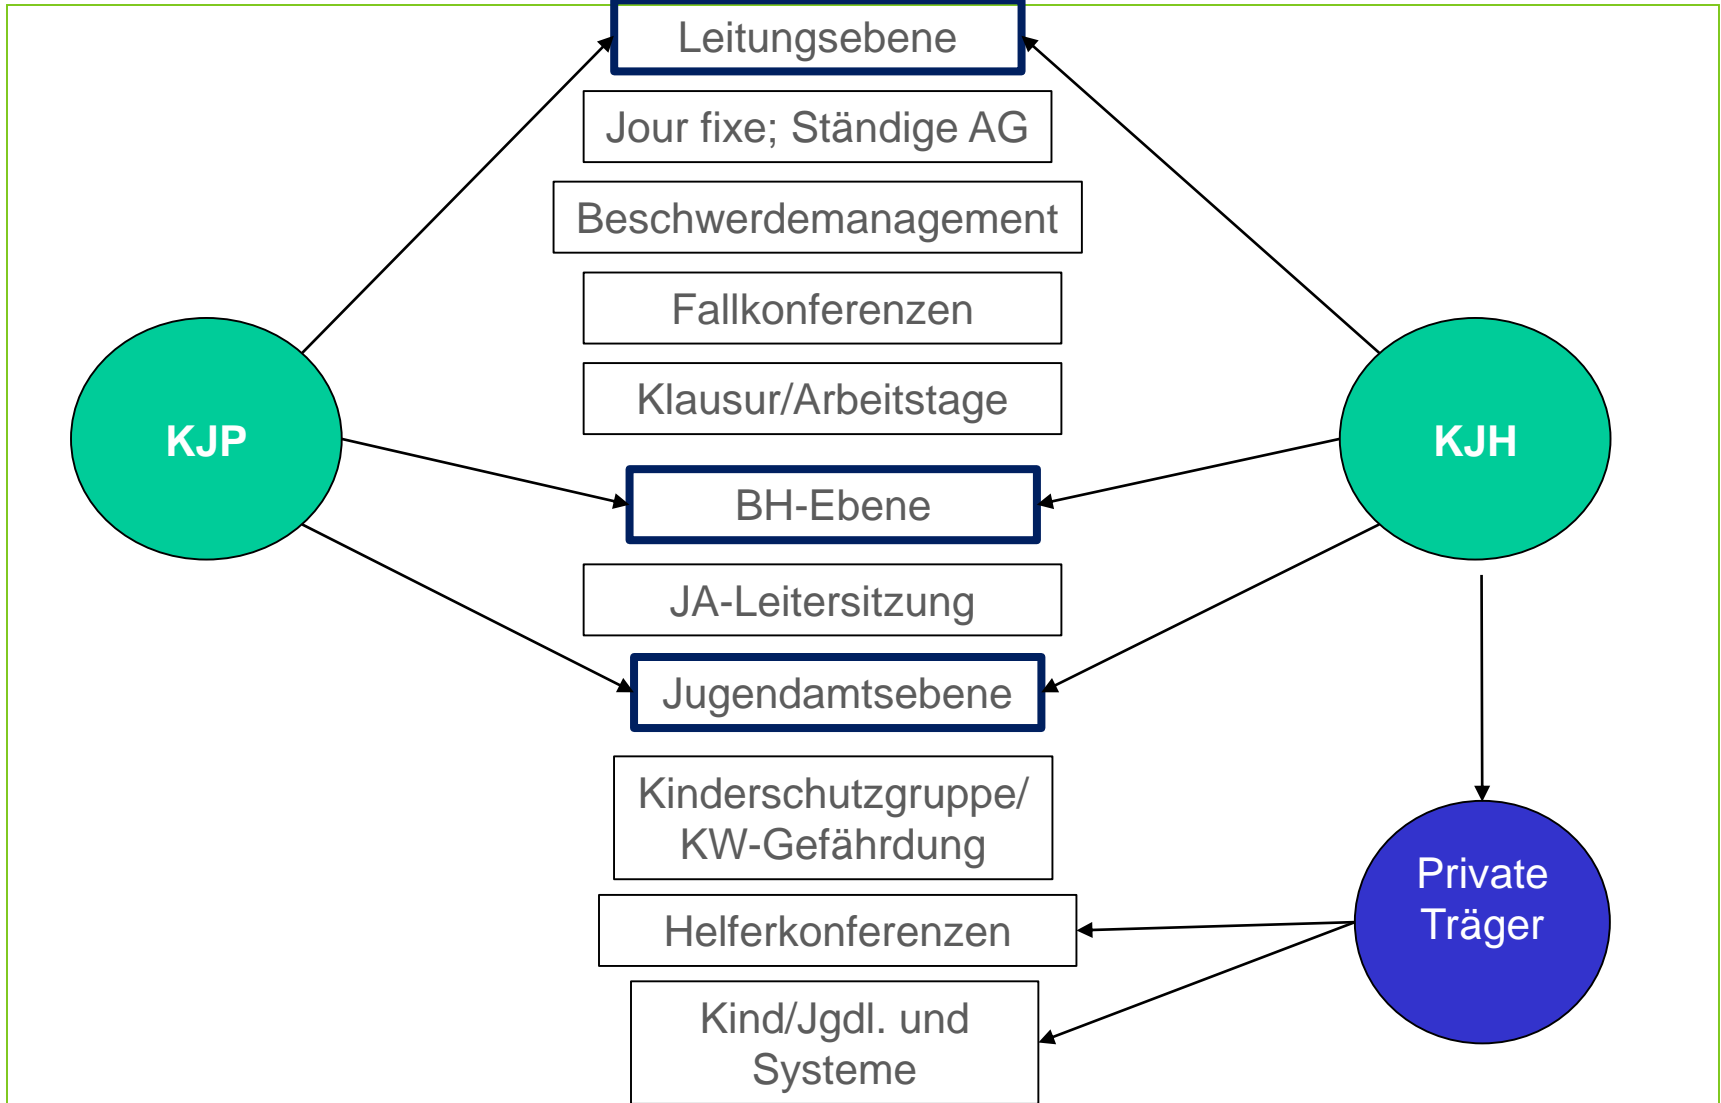 Leitungsebene
Jour fixe; Ständige AG
Beschwerdemanagement
Fallkonferenzen
Klausur/Arbeitstage
KJP
KJH
BH-Ebene
JA-Leitersitzung
Jugendamtsebene
Kinderschutzgruppe/
KW-Gefährdung
Private
Träger
Helferkonferenzen
Kind/Jgdl. und
Systeme